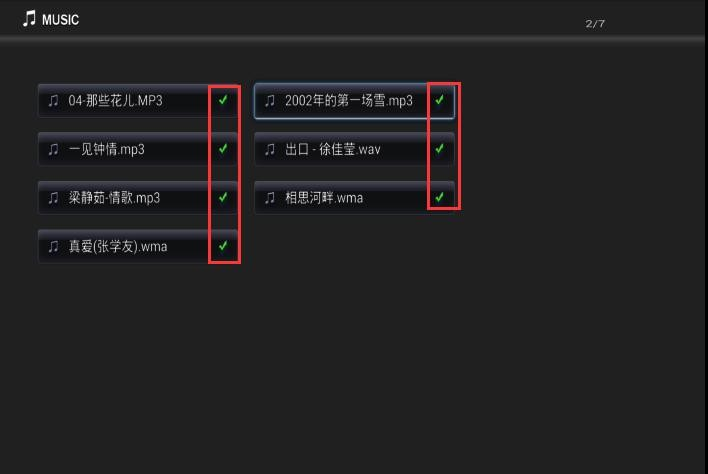 MUSIC
2/7
04-那些花儿.MP3
2002年的第一场雪.mp3
一见钟情.mp3
出口 - 徐佳莹.wav
梁静茹-情歌.mp3
相思河畔.wma
真爱(张学友).wma